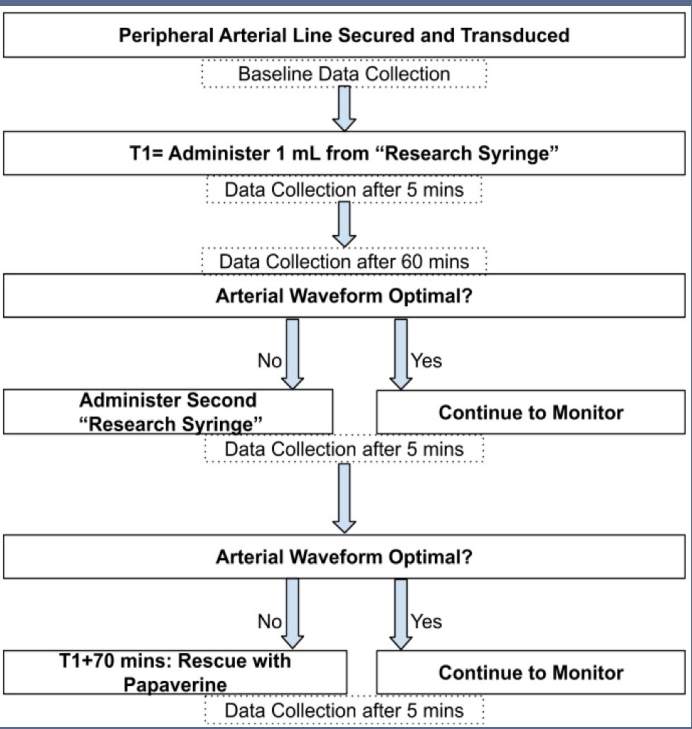 Peripheral Arterial Line Secured and Transduced
Baseline Data Collection
T1= Administer 1 mL from “Research Syringe”
Data Collection after 5 mins
Data Collection after 60 mins
Arterial Waveform Optimal?
No
Yes
Administer Second
“Research Syringe”
Continue to Monitor
Data Collection after 5 mins
Arterial Waveform Optimal?
No
Yes
T1+70 mins: Rescue with
Papaverine
Continue to Monitor
Data Collection after 5 mins